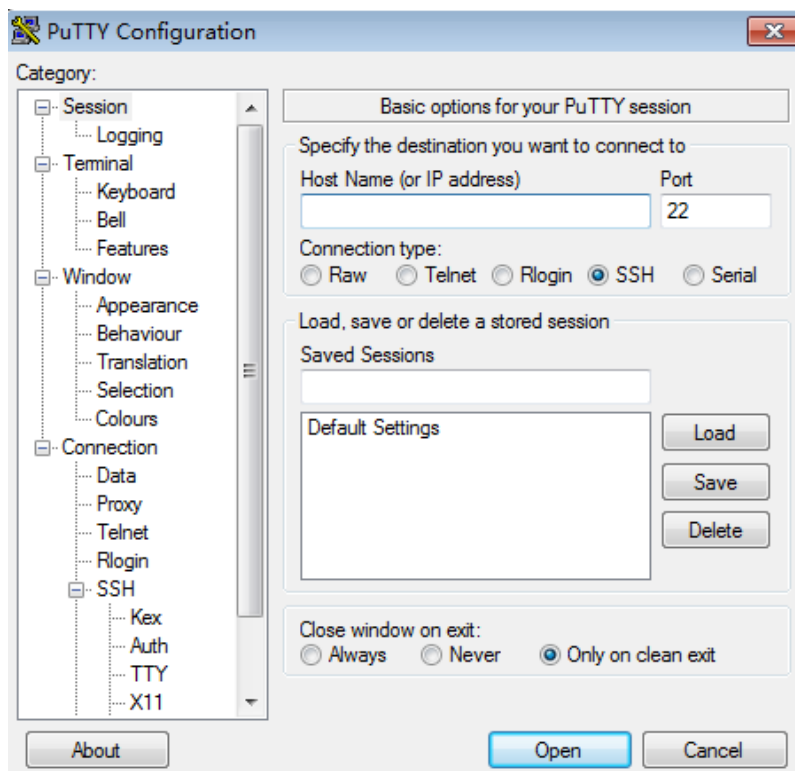 PuTTY Configuration
Category:
Session
Logging
Terminal
Keyboard
Bell
Features
Window
Appearance
Behaviour
Translation
Selection
Colours
Connection
Data
Proxy
Telnet
Rlogin
SSH
Kex
Auth
TTY
X11
Basic options for your PuTTY session
Specify the destination you want to connect to
Host Name (or IP address) Port
22
Connection type:
Raw Telnet Rlogin SSH Serial
Load, save or delete a stored session
Saved Sessions
Default Settings
Load
Save
Delete
Close window on exit:
Always Never Only on clean exit
About Open Cancel